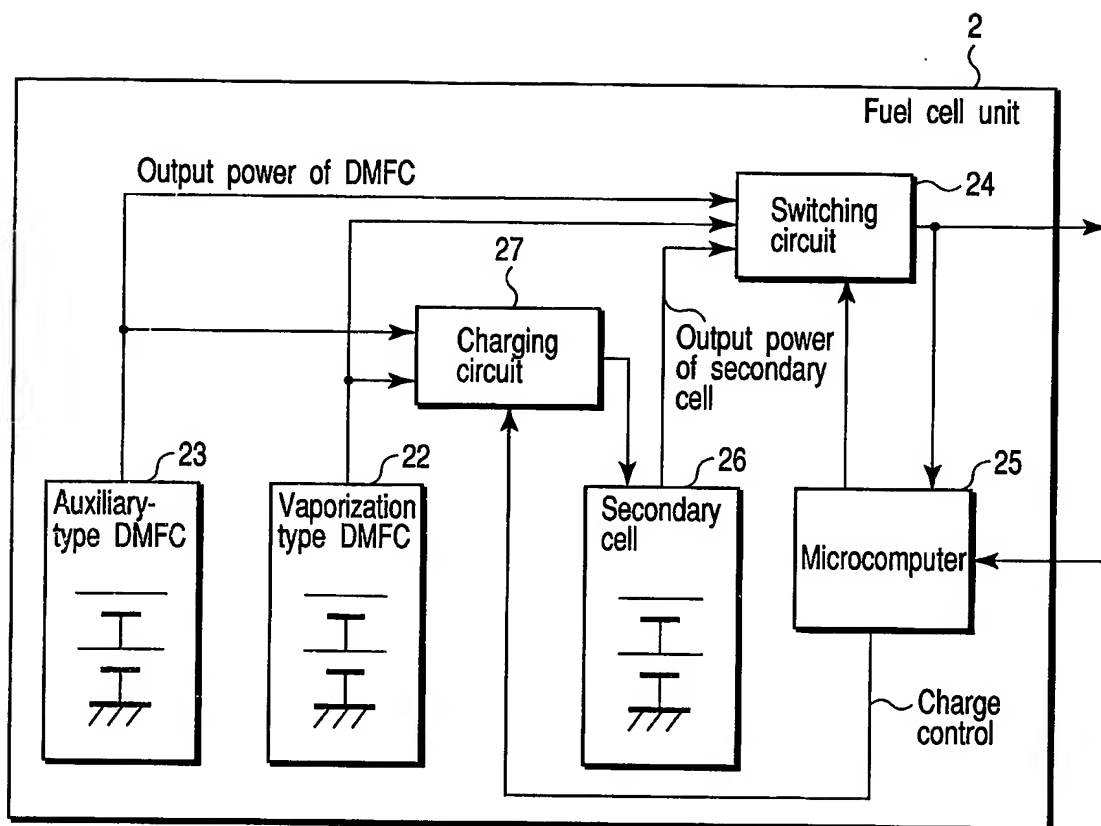 2
Fuel cell unit
Output power of DMFC
24
Switching
circuit
27
Charging
circuit
Output power
of secondary
cell
23
Auxiliary-
type DMFC
22
Vaporization
type DMFC
26
Secondary
cell
25
Microcomputer
Charge
control